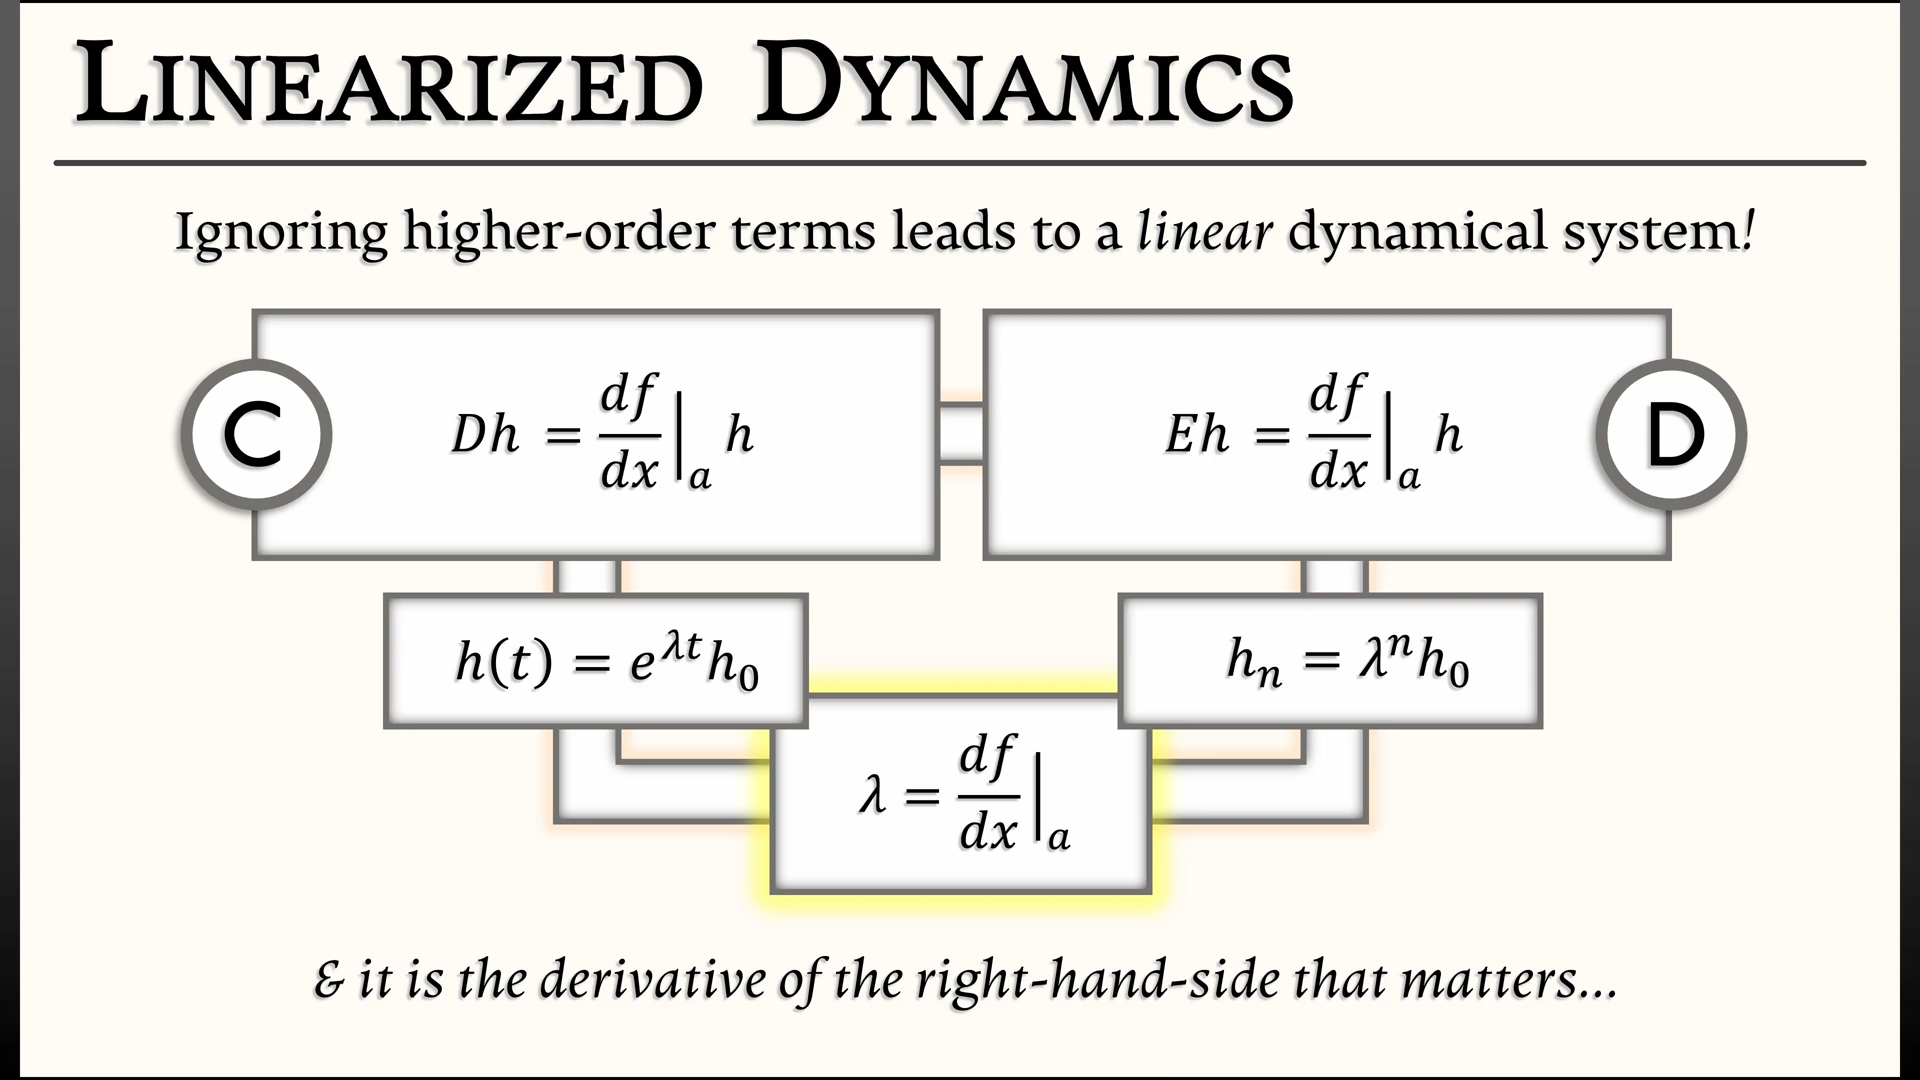 LINEARIZED DYNAMICS
Ignoring higher-order terms leads to a linear dynamical system!
C
Dh = df/dx|ₐ h
Eh = df/dx|ₐ h
D
h(t) = e^{λt}h₀
hₙ = λⁿh₀
λ = df/dx|ₐ
& it is the derivative of the right-hand-side that matters...